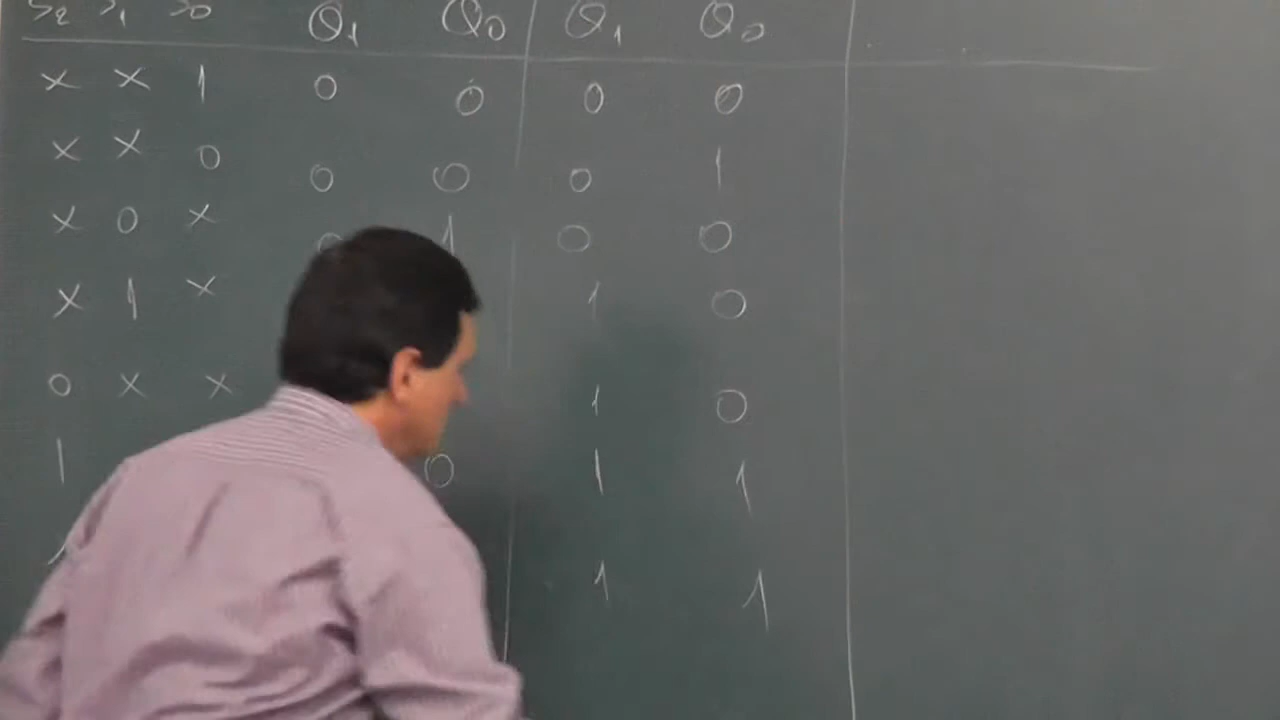 S2 S1 S0 Q1 Q0 Q1 Q0
× × 1 0 0 0 0
× × 0 0 0 0 1
× 0 × 0 1 0 0
× 1 × 1 0
0 × × 1 0
1 0 1 1
1 1